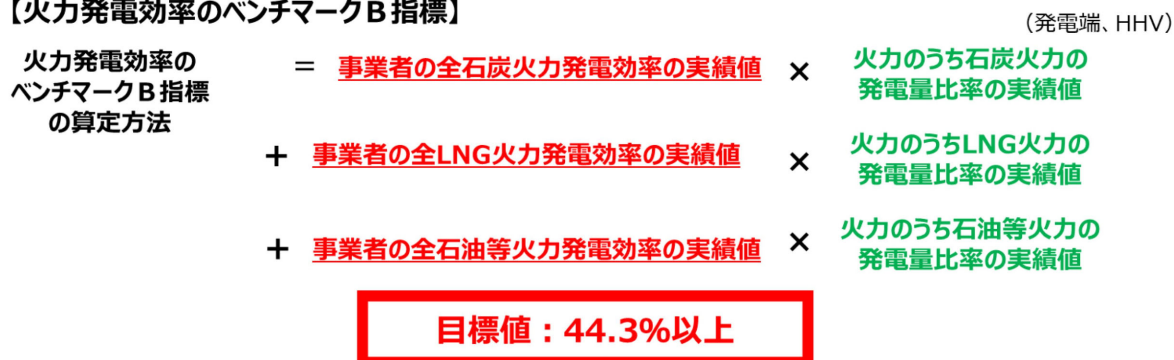 【火力発電効率のベンチマークB指標】
(発電端、HHV)
火力発電効率の
ベンチマークB指標
の算定方法
= 事業者の全石炭火力発電効率の実績値 × 火力のうち石炭火力の
発電量比率の実績値
+ 事業者の全LNG火力発電効率の実績値 × 火力のうちLNG火力の
発電量比率の実績値
+ 事業者の全石油等火力発電効率の実績値 × 火力のうち石油等火力の
発電量比率の実績値
目標値:44.3%以上